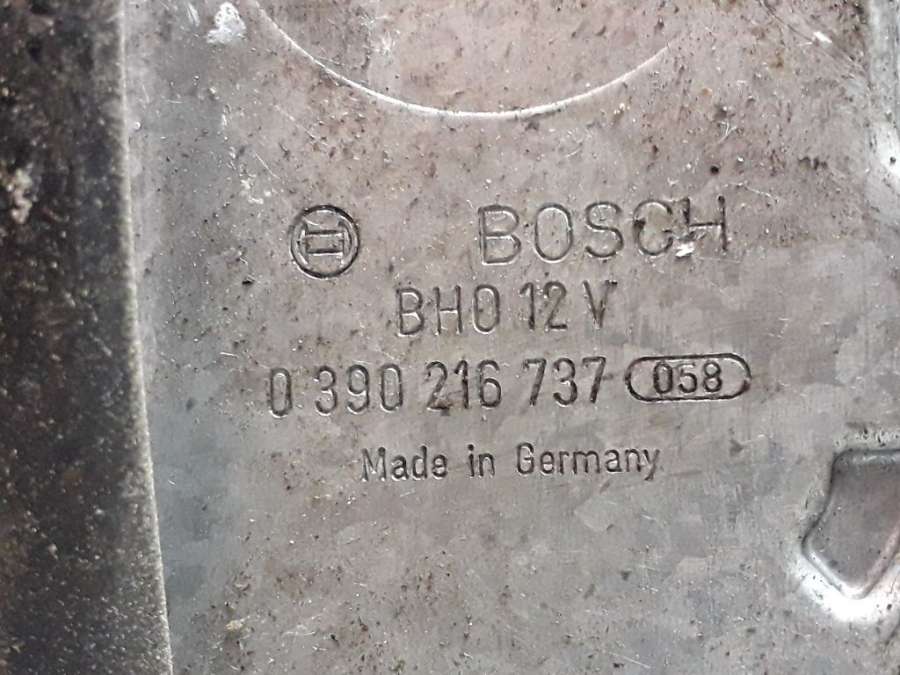 BOSCH
BHO 12 V
0 390 216 737 058
Made in Germany